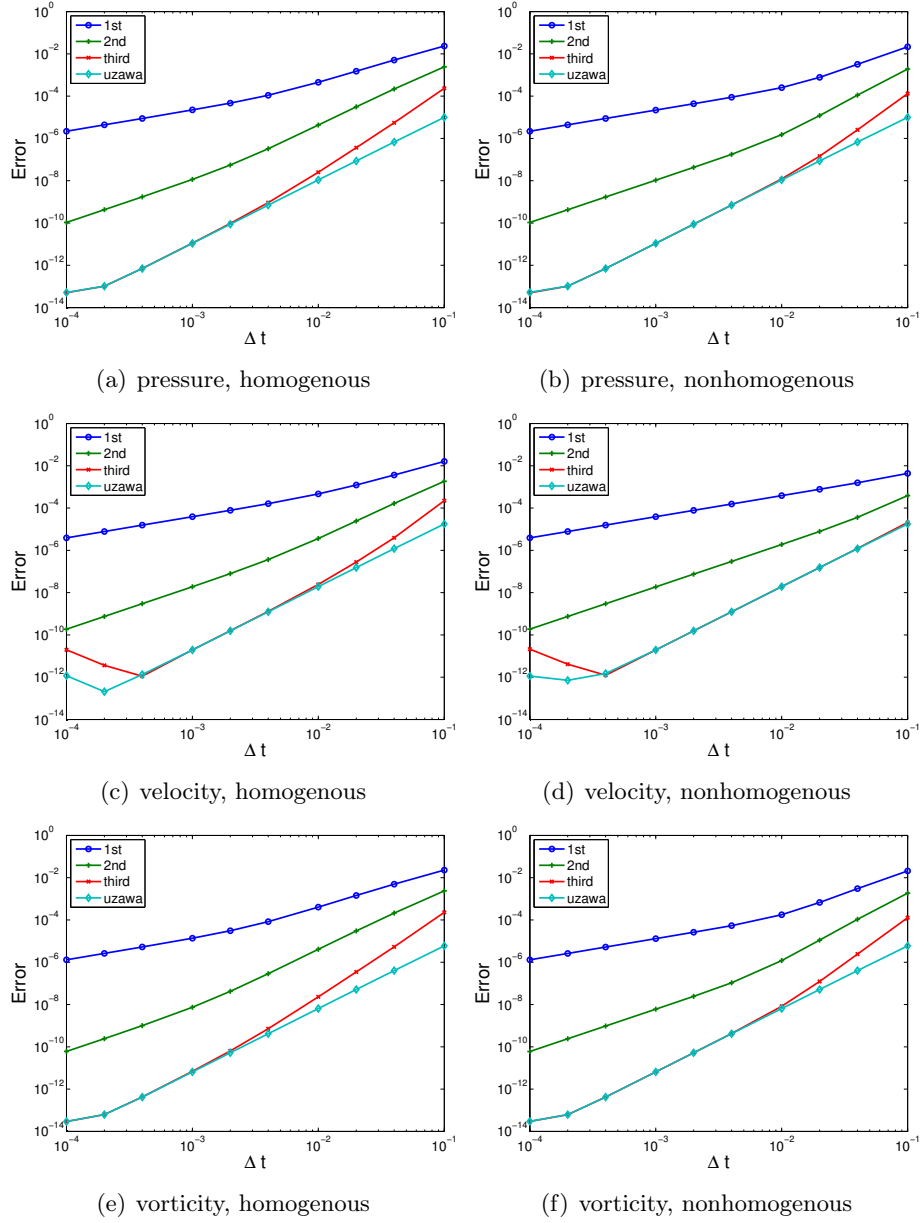 10^0
10^−2
10^−4
10^−6
10^−8
10^−10
10^−12
10^−14
Error
1st
2nd
third
uzawa
10^−4 10^−3 10^−2 10^−1
Δ t
(a) pressure, homogenous
10^0
10^−2
10^−4
10^−6
10^−8
10^−10
10^−12
10^−14
Error
1st
2nd
third
uzawa
10^−4 10^−3 10^−2 10^−1
Δ t
(b) pressure, nonhomogenous
10^0
10^−2
10^−4
10^−6
10^−8
10^−10
10^−12
10^−14
Error
1st
2nd
third
uzawa
10^−4 10^−3 10^−2 10^−1
Δ t
(c) velocity, homogenous
10^0
10^−2
10^−4
10^−6
10^−8
10^−10
10^−12
10^−14
Error
1st
2nd
third
uzawa
10^−4 10^−3 10^−2 10^−1
Δ t
(d) velocity, nonhomogenous
10^0
10^−2
10^−4
10^−6
10^−8
10^−10
10^−12
10^−14
Error
1st
2nd
third
uzawa
10^−4 10^−3 10^−2 10^−1
Δ t
(e) vorticity, homogenous
10^0
10^−2
10^−4
10^−6
10^−8
10^−10
10^−12
10^−14
Error
1st
2nd
third
uzawa
10^−4 10^−3 10^−2 10^−1
Δ t
(f) vorticity, nonhomogenous